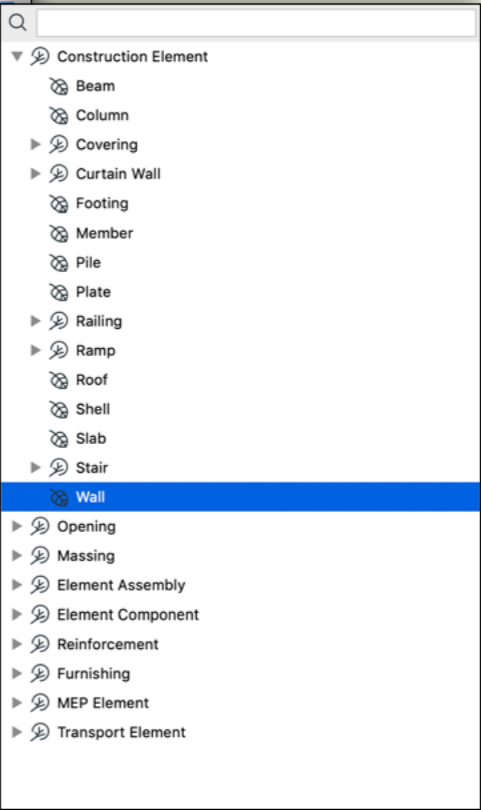 Construction Element
Beam
Column
Covering
Curtain Wall
Footing
Member
Pile
Plate
Railing
Ramp
Roof
Shell
Slab
Stair
Wall
Opening
Massing
Element Assembly
Element Component
Reinforcement
Furnishing
MEP Element
Transport Element